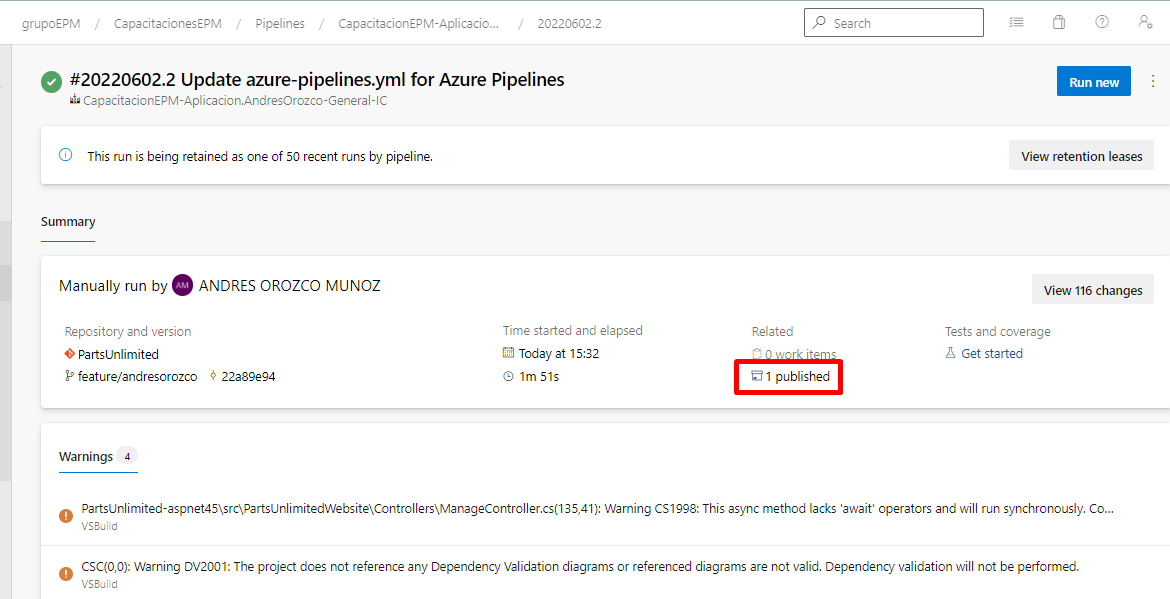 grupoEPM / CapacitacionesEPM / Pipelines / CapacitacionEPM-Aplicacio... / 20220602.2 Search
#20220602.2 Update azure-pipelines.yml for Azure Pipelines
Run new
CapacitacionEPM-Aplicacion.AndresOrozco-General-IC
This run is being retained as one of 50 recent runs by pipeline.
View retention leases
Summary
Manually run by AM ANDRES OROZCO MUNOZ
View 116 changes
Repository and version Time started and elapsed Related Tests and coverage
PartsUnlimited Today at 15:32 0 work items Get started
feature/andresorozco 22a89e94 1m 51s 1 published
Warnings 4
PartsUnlimited-aspnet45\src\PartsUnlimitedWebsite\Controllers\ManageController.cs(135,41): Warning CS1998: This async method lacks 'await' operators and will run synchronously. Co...
VSBuild
CSC(0,0): Warning DV2001: The project does not reference any Dependency Validation diagrams or referenced diagrams are not valid. Dependency validation will not be performed.
VSBuild